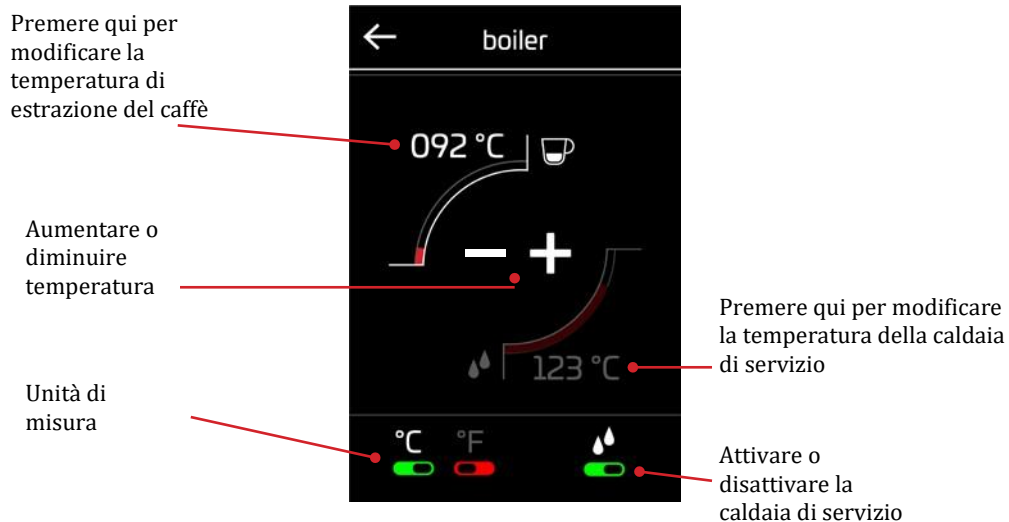 Premere qui per
modificare la
temperatura di
estrazione del caffè
boiler
092 °C
Aumentare o
diminuire
temperatura
Premere qui per modificare
la temperatura della caldaia
di servizio
123 °C
Unità di
misura
°C °F
Attivare o
disattivare la
caldaia di servizio